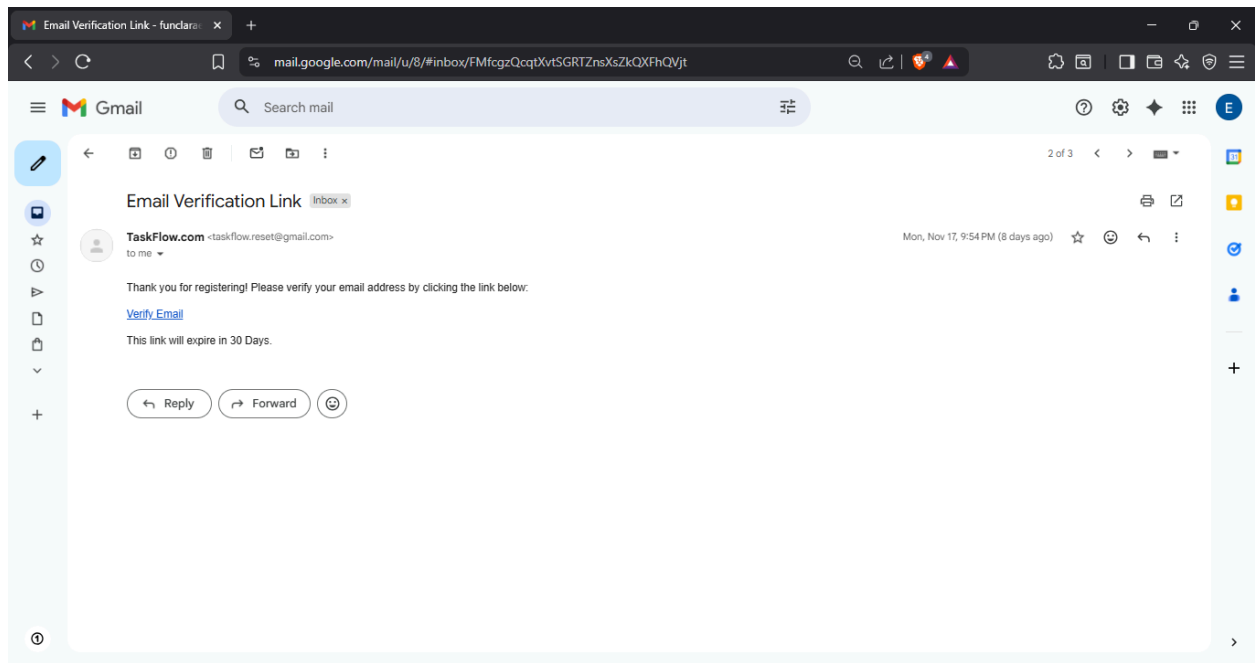 Email Verification Link - funclarae
mail.google.com/mail/u/8/#inbox/FMfcgzQcqtXvtSGRTZnsXsZkQXFhQVjt
Gmail
Search mail
E
2 of 3
31
Email Verification Link Inbox x
TaskFlow.com <taskflow.reset@gmail.com> Mon, Nov 17, 9:54 PM (8 days ago)
to me
Thank you for registering! Please verify your email address by clicking the link below:
Verify Email
This link will expire in 30 Days.
Reply Forward